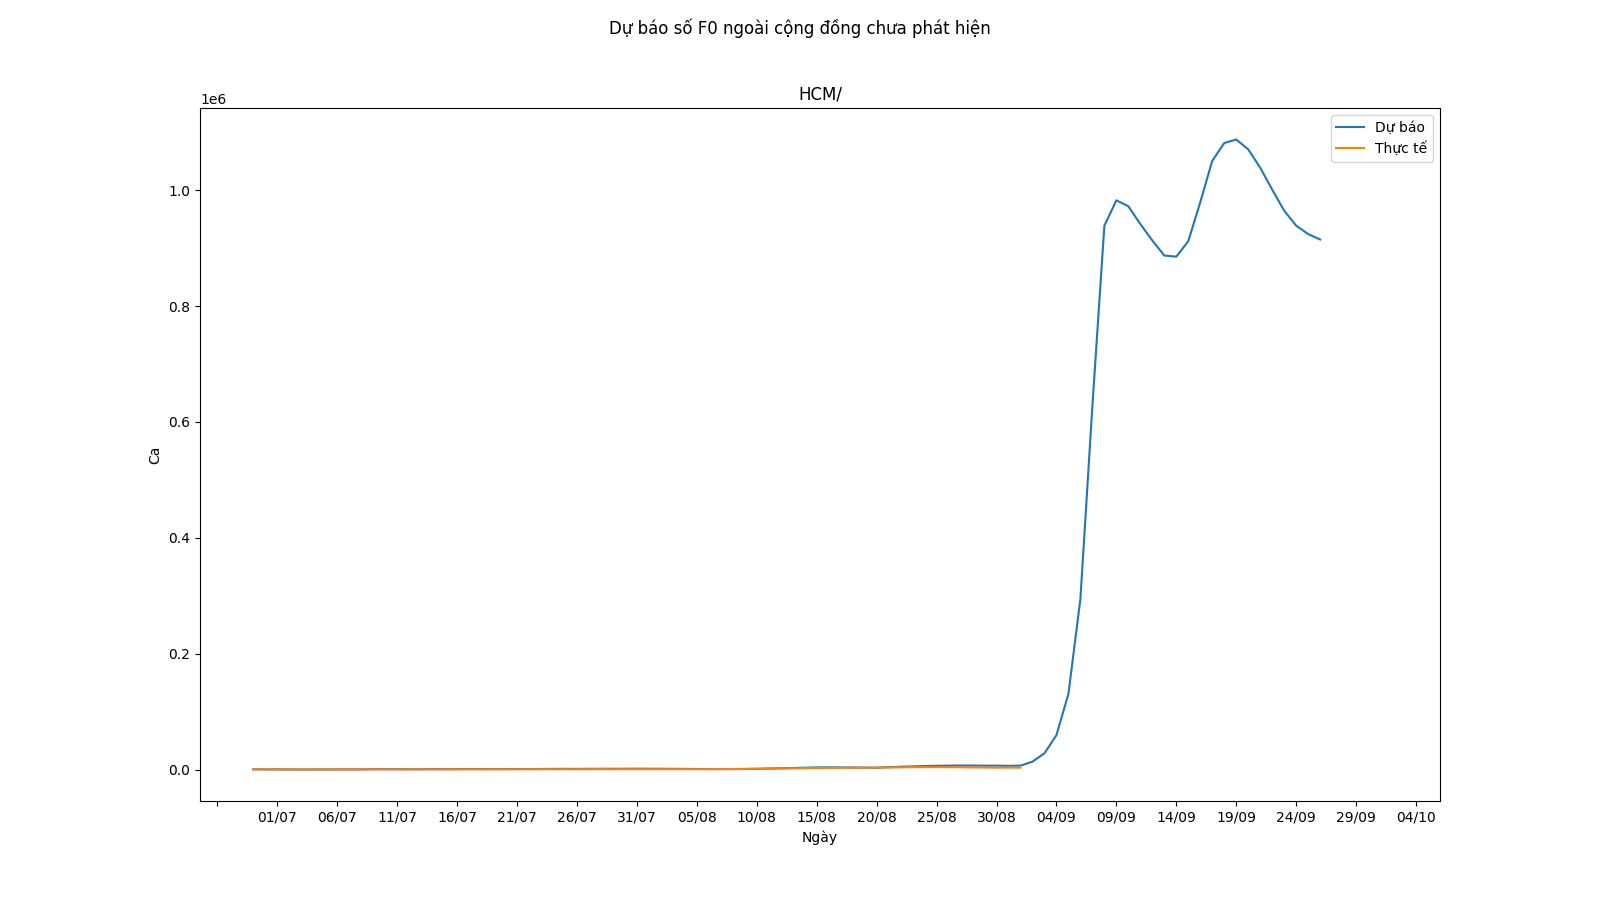 Dự báo số F0 ngoài cộng đồng chưa phát hiện
HCM/
1e6
Dự báo
Thực tế
1.0
0.8
0.6
0.4
0.2
0.0
Ca
01/07 06/07 11/07 16/07 21/07 26/07 31/07 05/08 10/08 15/08 20/08 25/08 30/08 04/09 09/09 14/09 19/09 24/09 29/09 04/10
Ngày